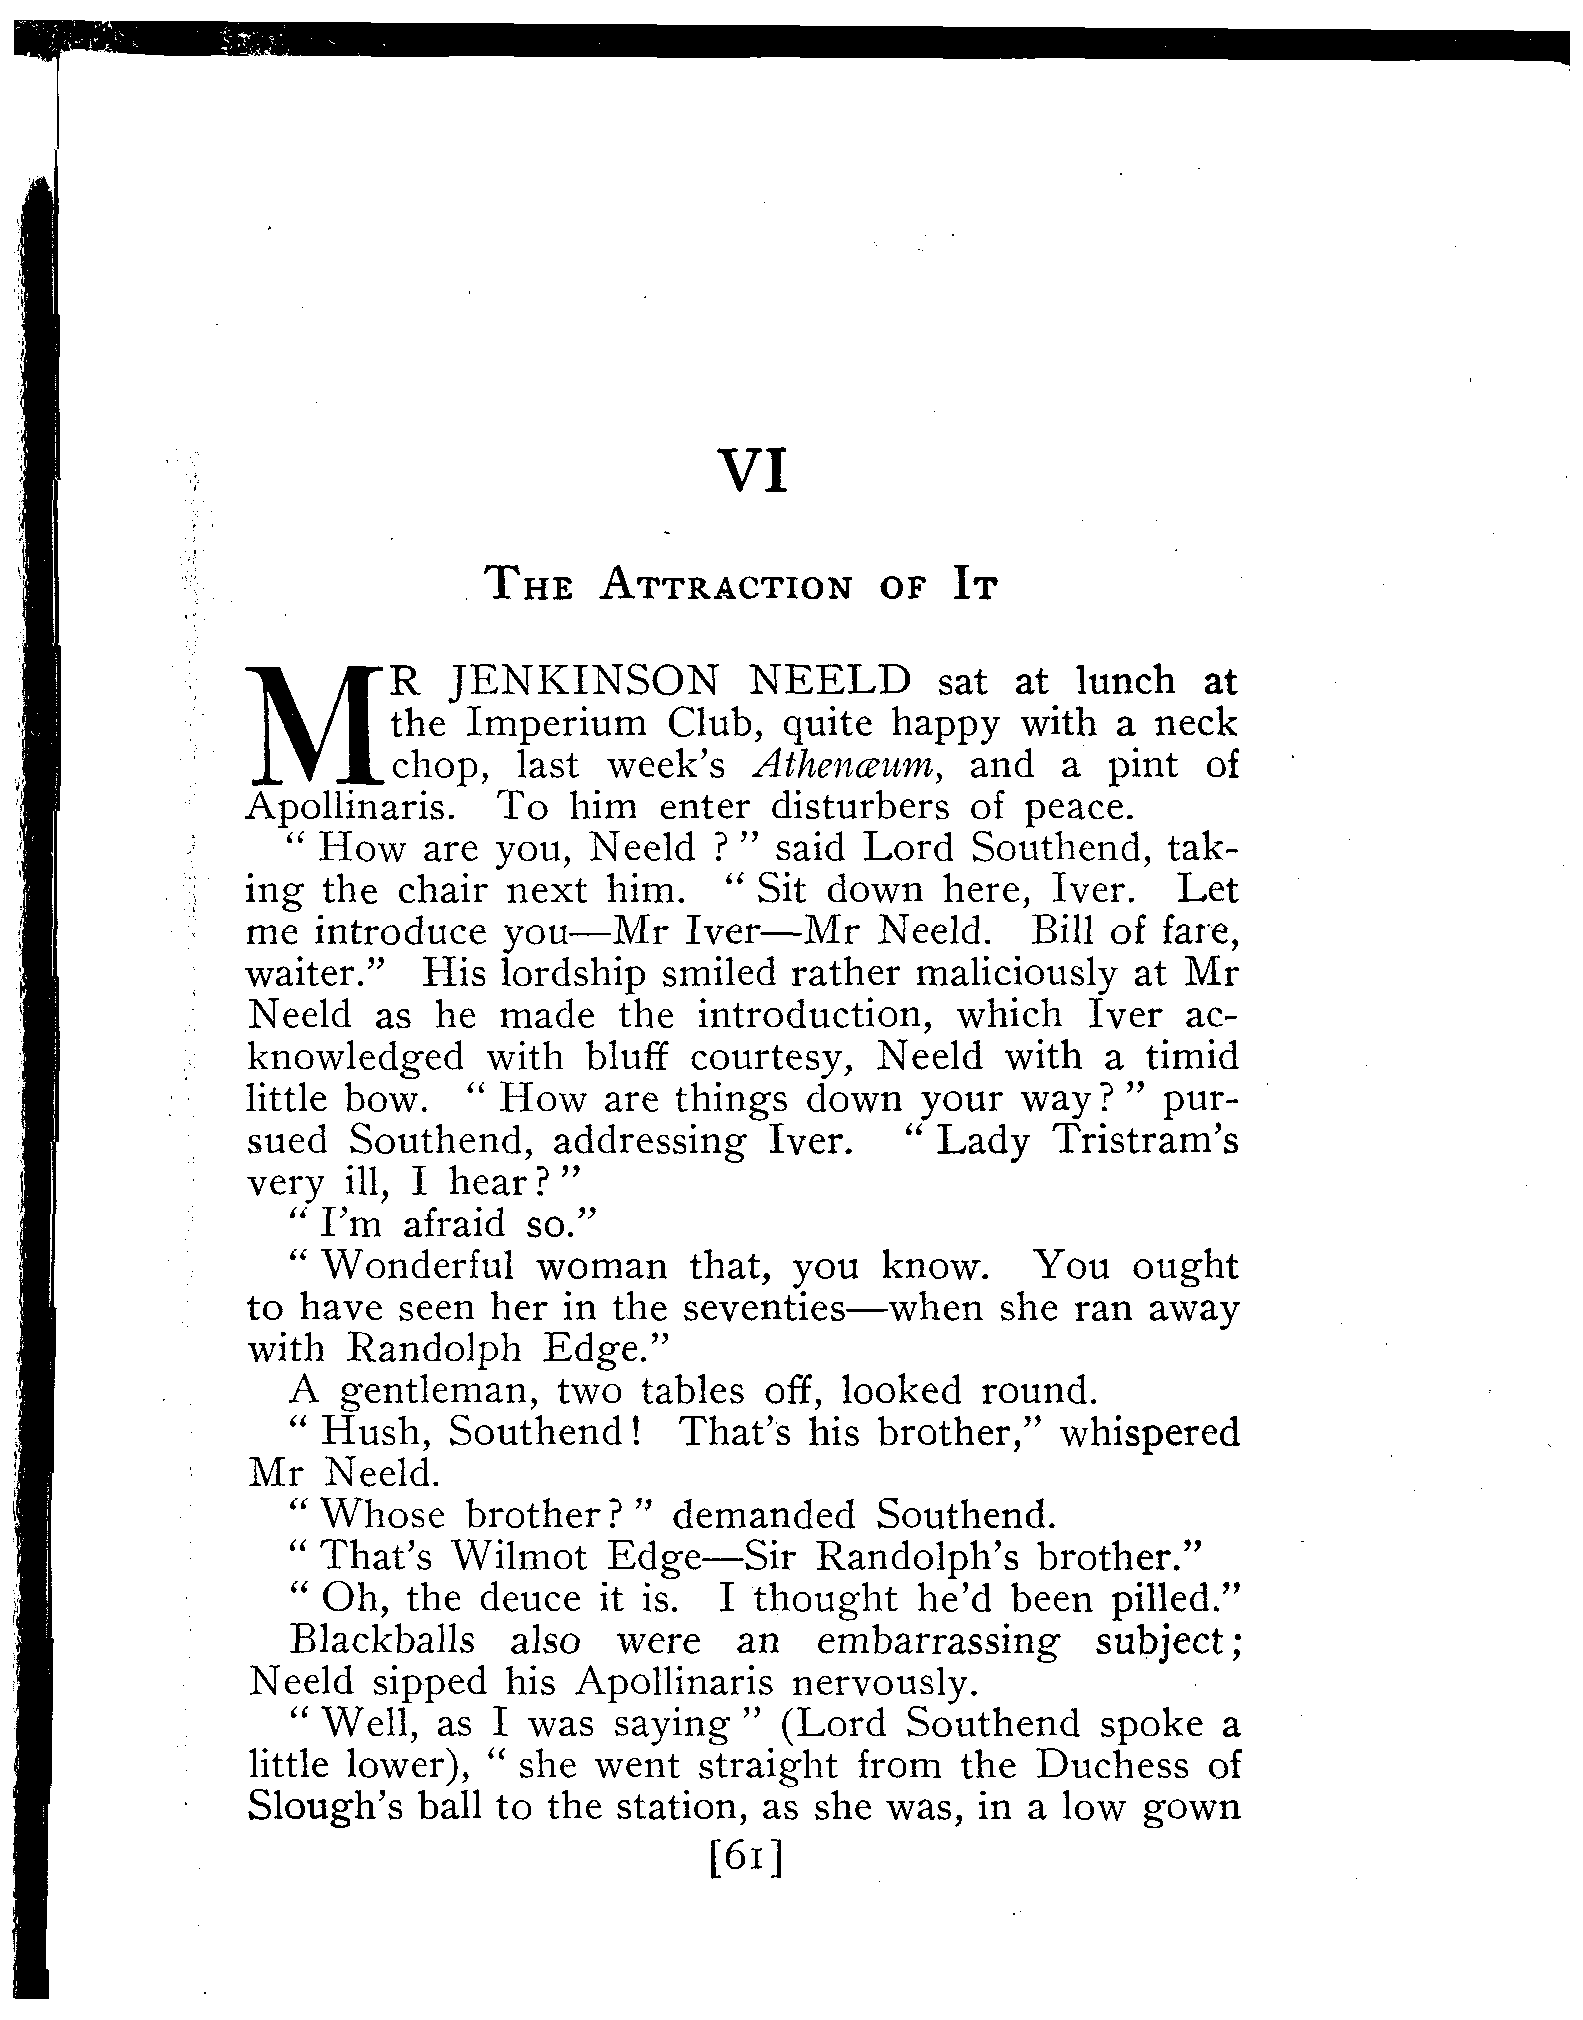 VI
The Attraction of It
MR JENKINSON NEELD sat at lunch at
the Imperium Club, quite happy with a neck
chop, last week's Athenæum, and a pint of
Apollinaris. To him enter disturbers of peace.
“How are you, Neeld?” said Lord Southend, tak-
ing the chair next him. “Sit down here, Iver. Let
me introduce you—Mr Iver—Mr Neeld. Bill of fare,
waiter.” His lordship smiled rather maliciously at Mr
Neeld as he made the introduction, which Iver ac-
knowledged with bluff courtesy, Neeld with a timid
little bow. “How are things down your way?” pur-
sued Southend, addressing Iver. “Lady Tristram's
very ill, I hear?”
“I'm afraid so.”
“Wonderful woman that, you know. You ought
to have seen her in the seventies—when she ran away
with Randolph Edge.”
A gentleman, two tables off, looked round.
“Hush, Southend! That's his brother,” whispered
Mr Neeld.
“Whose brother?” demanded Southend.
“That's Wilmot Edge—Sir Randolph's brother.”
“Oh, the deuce it is. I thought he'd been pilled.”
Blackballs also were an embarrassing subject;
Neeld sipped his Apollinaris nervously.
“Well, as I was saying” (Lord Southend spoke a
little lower), “she went straight from the Duchess of
Slough's ball to the station, as she was, in a low gown
[61]